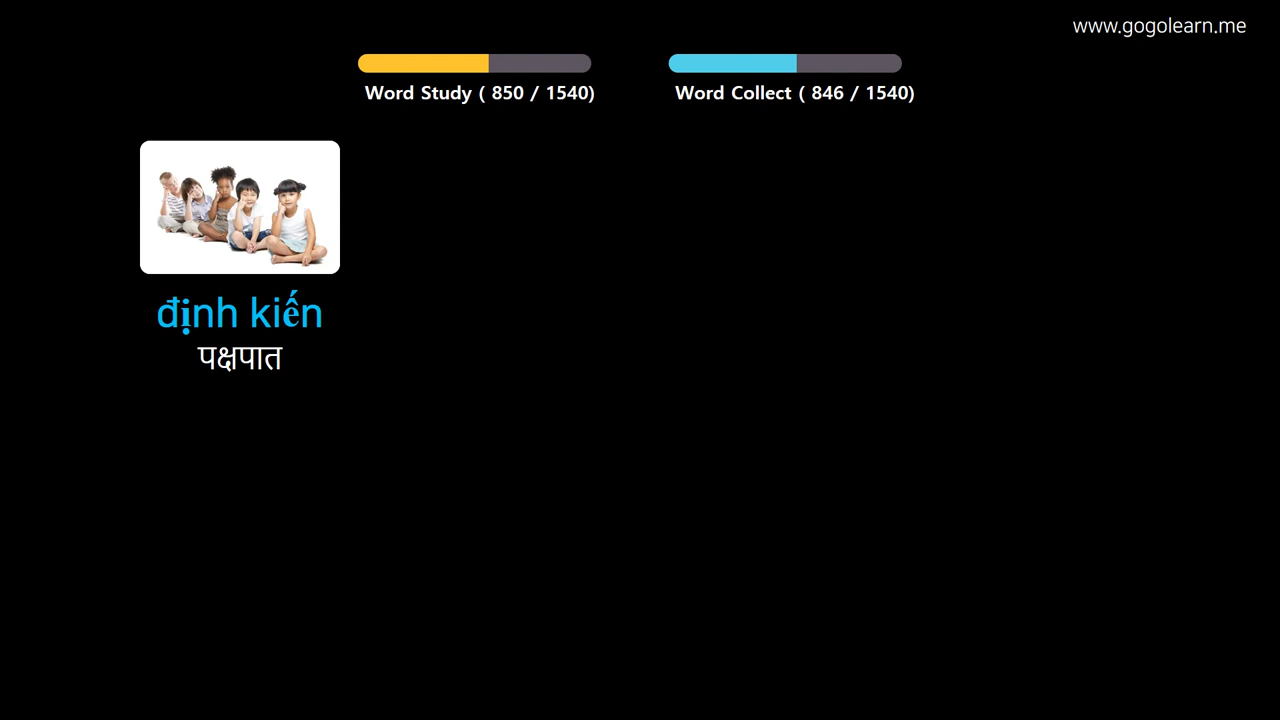 www.gogolearn.me
Word Study ( 850 / 1540)
Word Collect ( 846 / 1540)
định kiến
पक्षपात